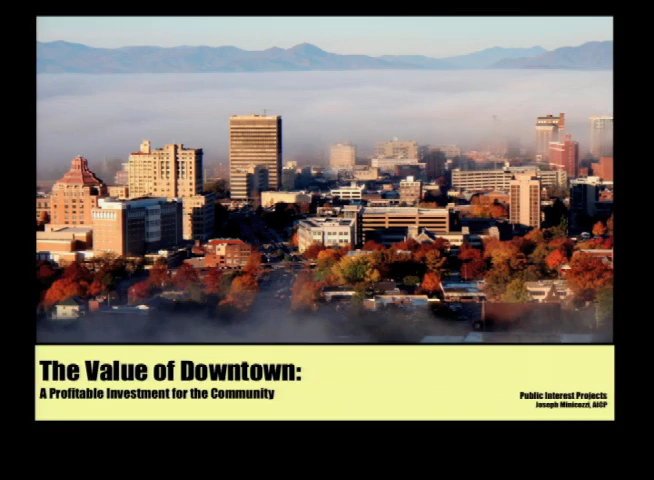 The Value of Downtown:
A Profitable Investment for the Community
Public Interest Projects
Joseph Minicozzi, AICP